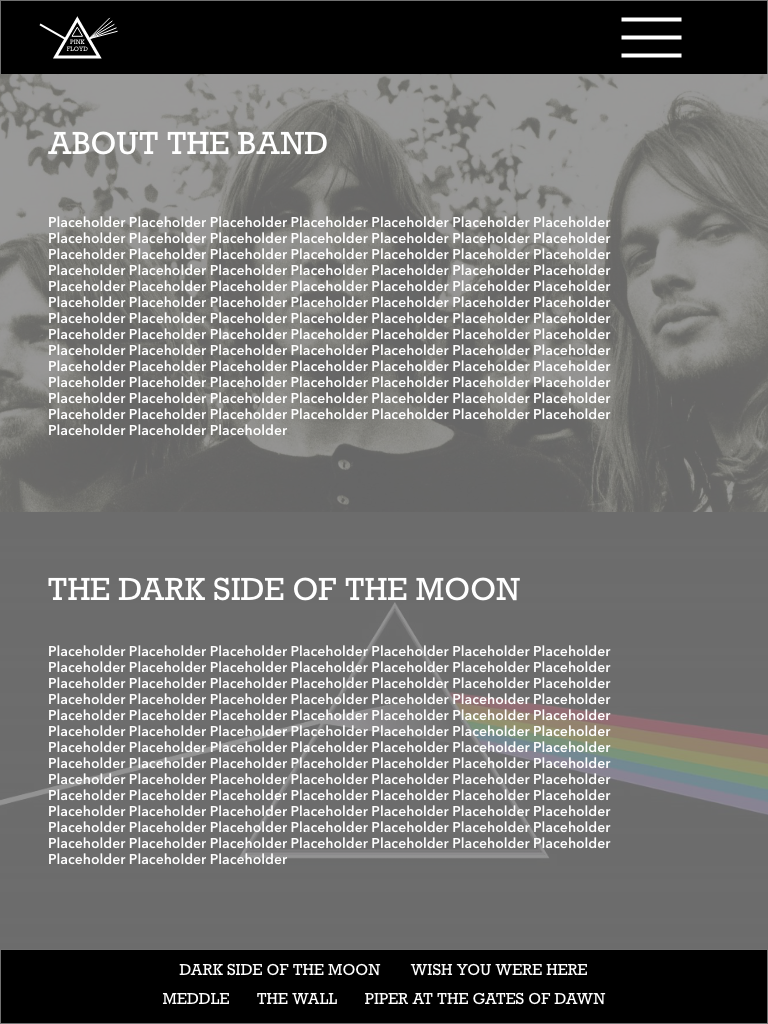 PINK
FLOYD
ABOUT THE BAND
Placeholder Placeholder Placeholder Placeholder Placeholder Placeholder Placeholder
Placeholder Placeholder Placeholder Placeholder Placeholder Placeholder Placeholder
Placeholder Placeholder Placeholder Placeholder Placeholder Placeholder Placeholder
Placeholder Placeholder Placeholder Placeholder Placeholder Placeholder Placeholder
Placeholder Placeholder Placeholder Placeholder Placeholder Placeholder Placeholder
Placeholder Placeholder Placeholder Placeholder Placeholder Placeholder Placeholder
Placeholder Placeholder Placeholder Placeholder Placeholder Placeholder Placeholder
Placeholder Placeholder Placeholder Placeholder Placeholder Placeholder Placeholder
Placeholder Placeholder Placeholder Placeholder Placeholder Placeholder Placeholder
Placeholder Placeholder Placeholder Placeholder Placeholder Placeholder Placeholder
Placeholder Placeholder Placeholder Placeholder Placeholder Placeholder Placeholder
Placeholder Placeholder Placeholder Placeholder Placeholder Placeholder Placeholder
Placeholder Placeholder Placeholder Placeholder Placeholder Placeholder Placeholder
Placeholder Placeholder Placeholder
THE DARK SIDE OF THE MOON
Placeholder Placeholder Placeholder Placeholder Placeholder Placeholder Placeholder
Placeholder Placeholder Placeholder Placeholder Placeholder Placeholder Placeholder
Placeholder Placeholder Placeholder Placeholder Placeholder Placeholder Placeholder
Placeholder Placeholder Placeholder Placeholder Placeholder Placeholder Placeholder
Placeholder Placeholder Placeholder Placeholder Placeholder Placeholder Placeholder
Placeholder Placeholder Placeholder Placeholder Placeholder Placeholder Placeholder
Placeholder Placeholder Placeholder Placeholder Placeholder Placeholder Placeholder
Placeholder Placeholder Placeholder Placeholder Placeholder Placeholder Placeholder
Placeholder Placeholder Placeholder Placeholder Placeholder Placeholder Placeholder
Placeholder Placeholder Placeholder Placeholder Placeholder Placeholder Placeholder
Placeholder Placeholder Placeholder Placeholder Placeholder Placeholder Placeholder
Placeholder Placeholder Placeholder Placeholder Placeholder Placeholder Placeholder
Placeholder Placeholder Placeholder Placeholder Placeholder Placeholder Placeholder
Placeholder Placeholder Placeholder
DARK SIDE OF THE MOON WISH YOU WERE HERE
MEDDLE THE WALL PIPER AT THE GATES OF DAWN